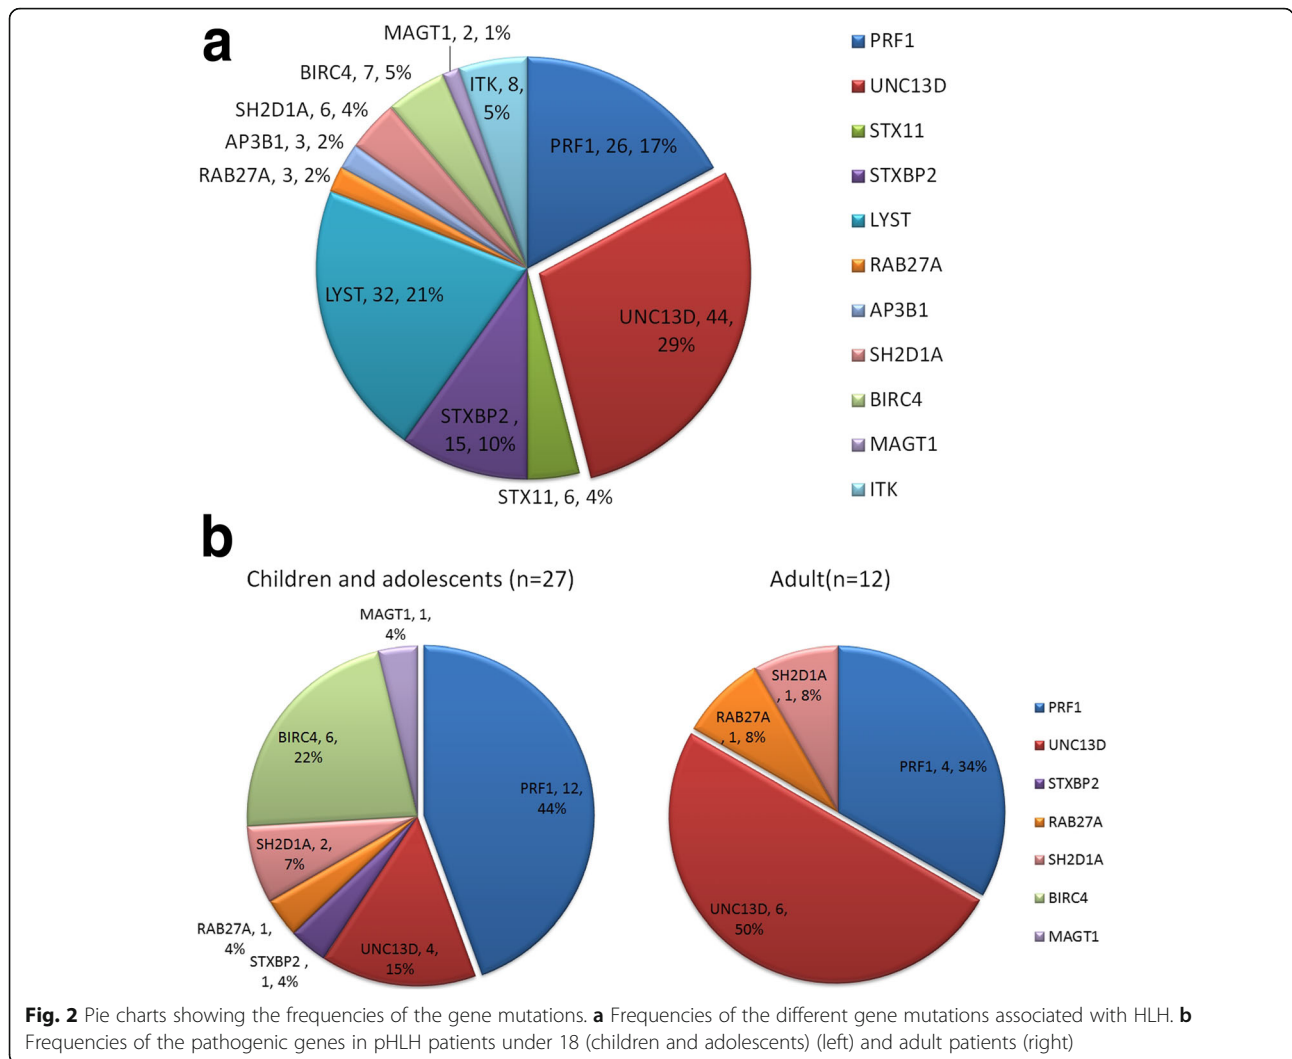 a
MAGT1, 2, 1%
BIRC4, 7, 5%
ITK, 8,
5%
SH2D1A, 6, 4%
AP3B1, 3, 2%
RAB27A, 3, 2%
PRF1, 26, 17%
LYST, 32, 21%
UNC13D, 44,
29%
STXBP2 ,
15, 10%
STX11, 6, 4%
PRF1
UNC13D
STX11
STXBP2
LYST
RAB27A
AP3B1
SH2D1A
BIRC4
MAGT1
ITK
b
Children and adolescents (n=27)
MAGT1, 1,
4%
BIRC4, 6,
22%
PRF1, 12,
44%
SH2D1A, 2,
7%
RAB27A, 1,
4%
STXBP2 ,
1, 4%
UNC13D, 4,
15%
Adult(n=12)
SH2D1A
, 1, 8%
RAB27A
, 1, 8%
PRF1, 4, 34%
UNC13D, 6,
50%
PRF1
UNC13D
STXBP2
RAB27A
SH2D1A
BIRC4
MAGT1
Fig. 2 Pie charts showing the frequencies of the gene mutations. a Frequencies of the different gene mutations associated with HLH. b
Frequencies of the pathogenic genes in pHLH patients under 18 (children and adolescents) (left) and adult patients (right)